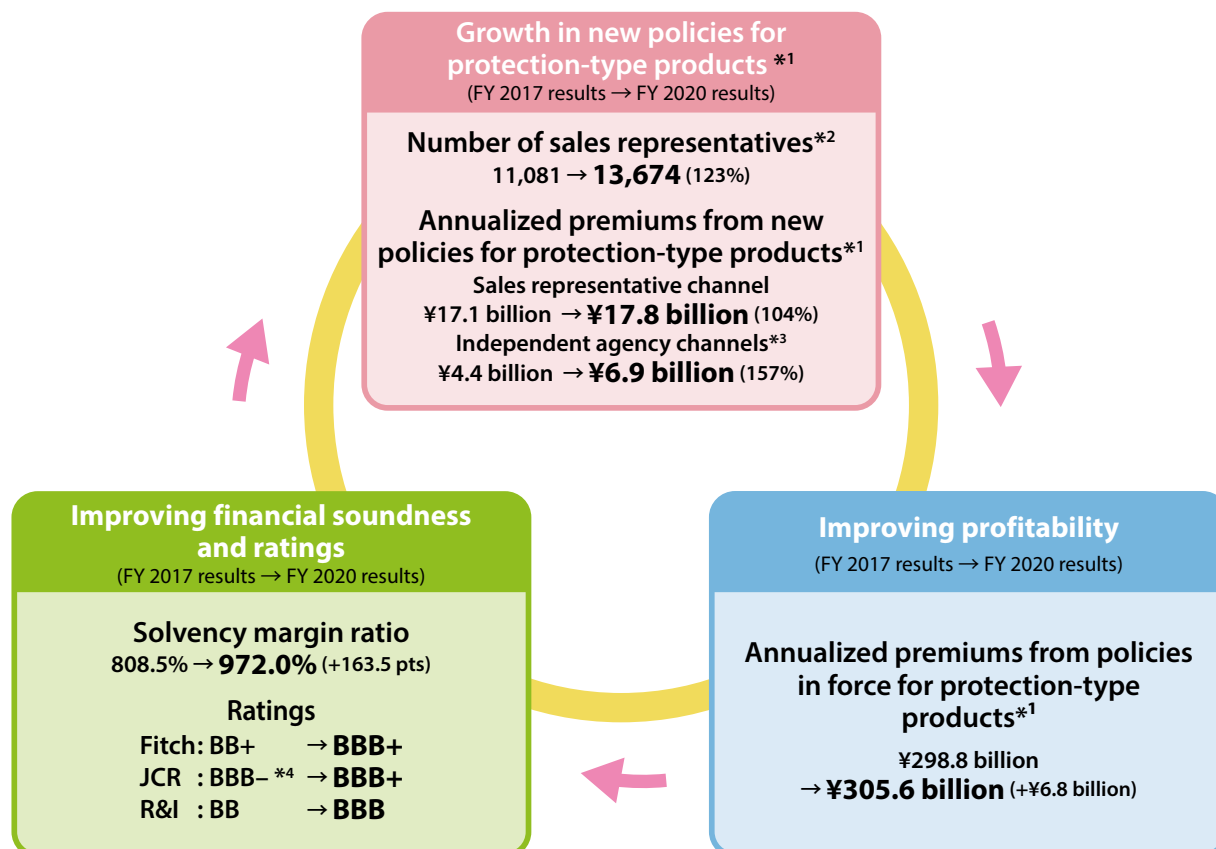 Growth in new policies for
protection-type products *1
(FY 2017 results → FY 2020 results)
Number of sales representatives*2
11,081 → 13,674 (123%)
Annualized premiums from new
policies for protection-type products*1
Sales representative channel
¥17.1 billion → ¥17.8 billion (104%)
Independent agency channels*3
¥4.4 billion → ¥6.9 billion (157%)
Improving profitability
(FY 2017 results → FY 2020 results)
Annualized premiums from policies
in force for protection-type
products*1
¥298.8 billion
→ ¥305.6 billion (+¥6.8 billion)
Improving financial soundness
and ratings
(FY 2017 results → FY 2020 results)
Solvency margin ratio
808.5% → 972.0% (+163.5 pts)
Ratings
Fitch : BB+ → BBB+
JCR : BBB– *4 → BBB+
R&I : BB → BBB